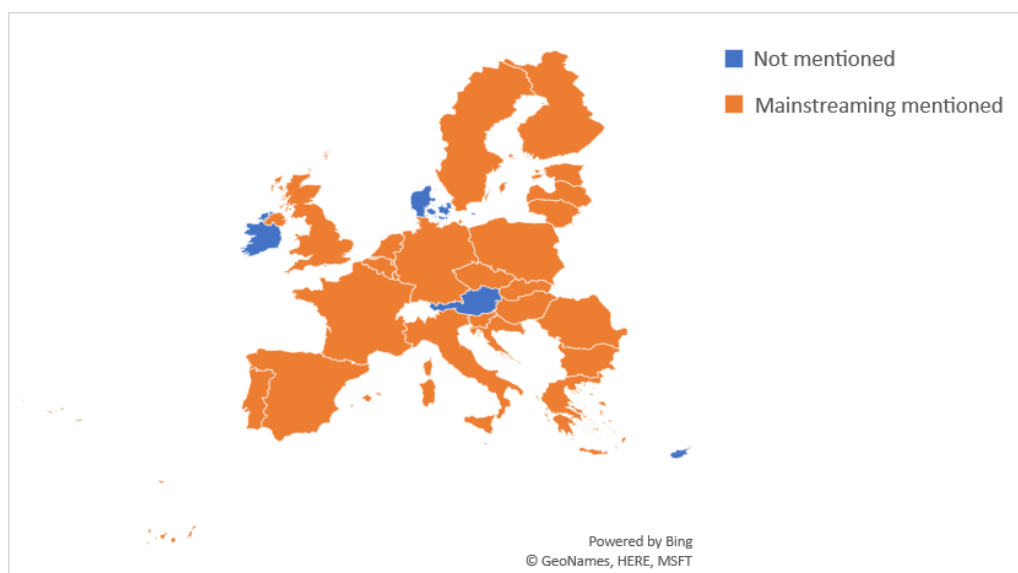 Not mentioned
Mainstreaming mentioned
Powered by Bing
© GeoNames, HERE, MSFT